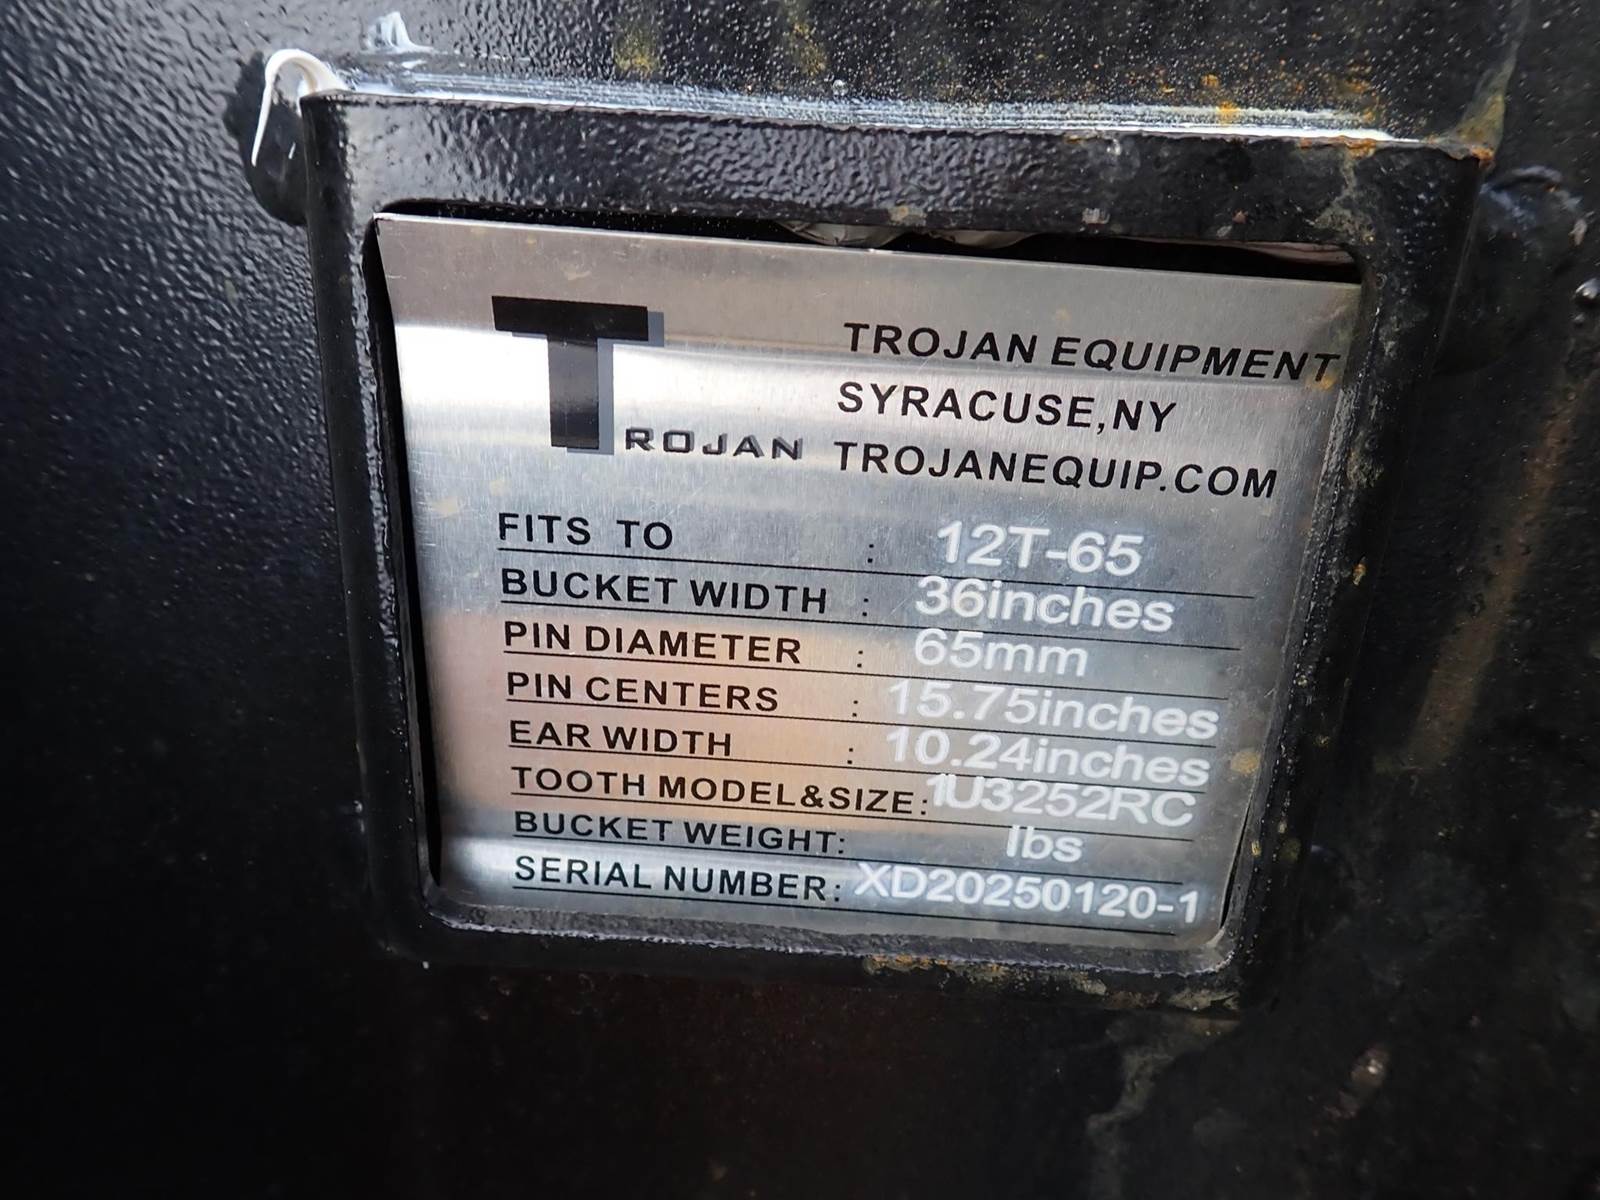 TROJAN
TROJAN EQUIPMENT
SYRACUSE,NY
TROJANEQUIP.COM
FITS TO : 12T-65
BUCKET WIDTH : 36inches
PIN DIAMETER : 65mm
PIN CENTERS : 15.75inches
EAR WIDTH : 10.24inches
TOOTH MODEL&SIZE: 1U3252RC
BUCKET WEIGHT: lbs
SERIAL NUMBER: XD20250120-1